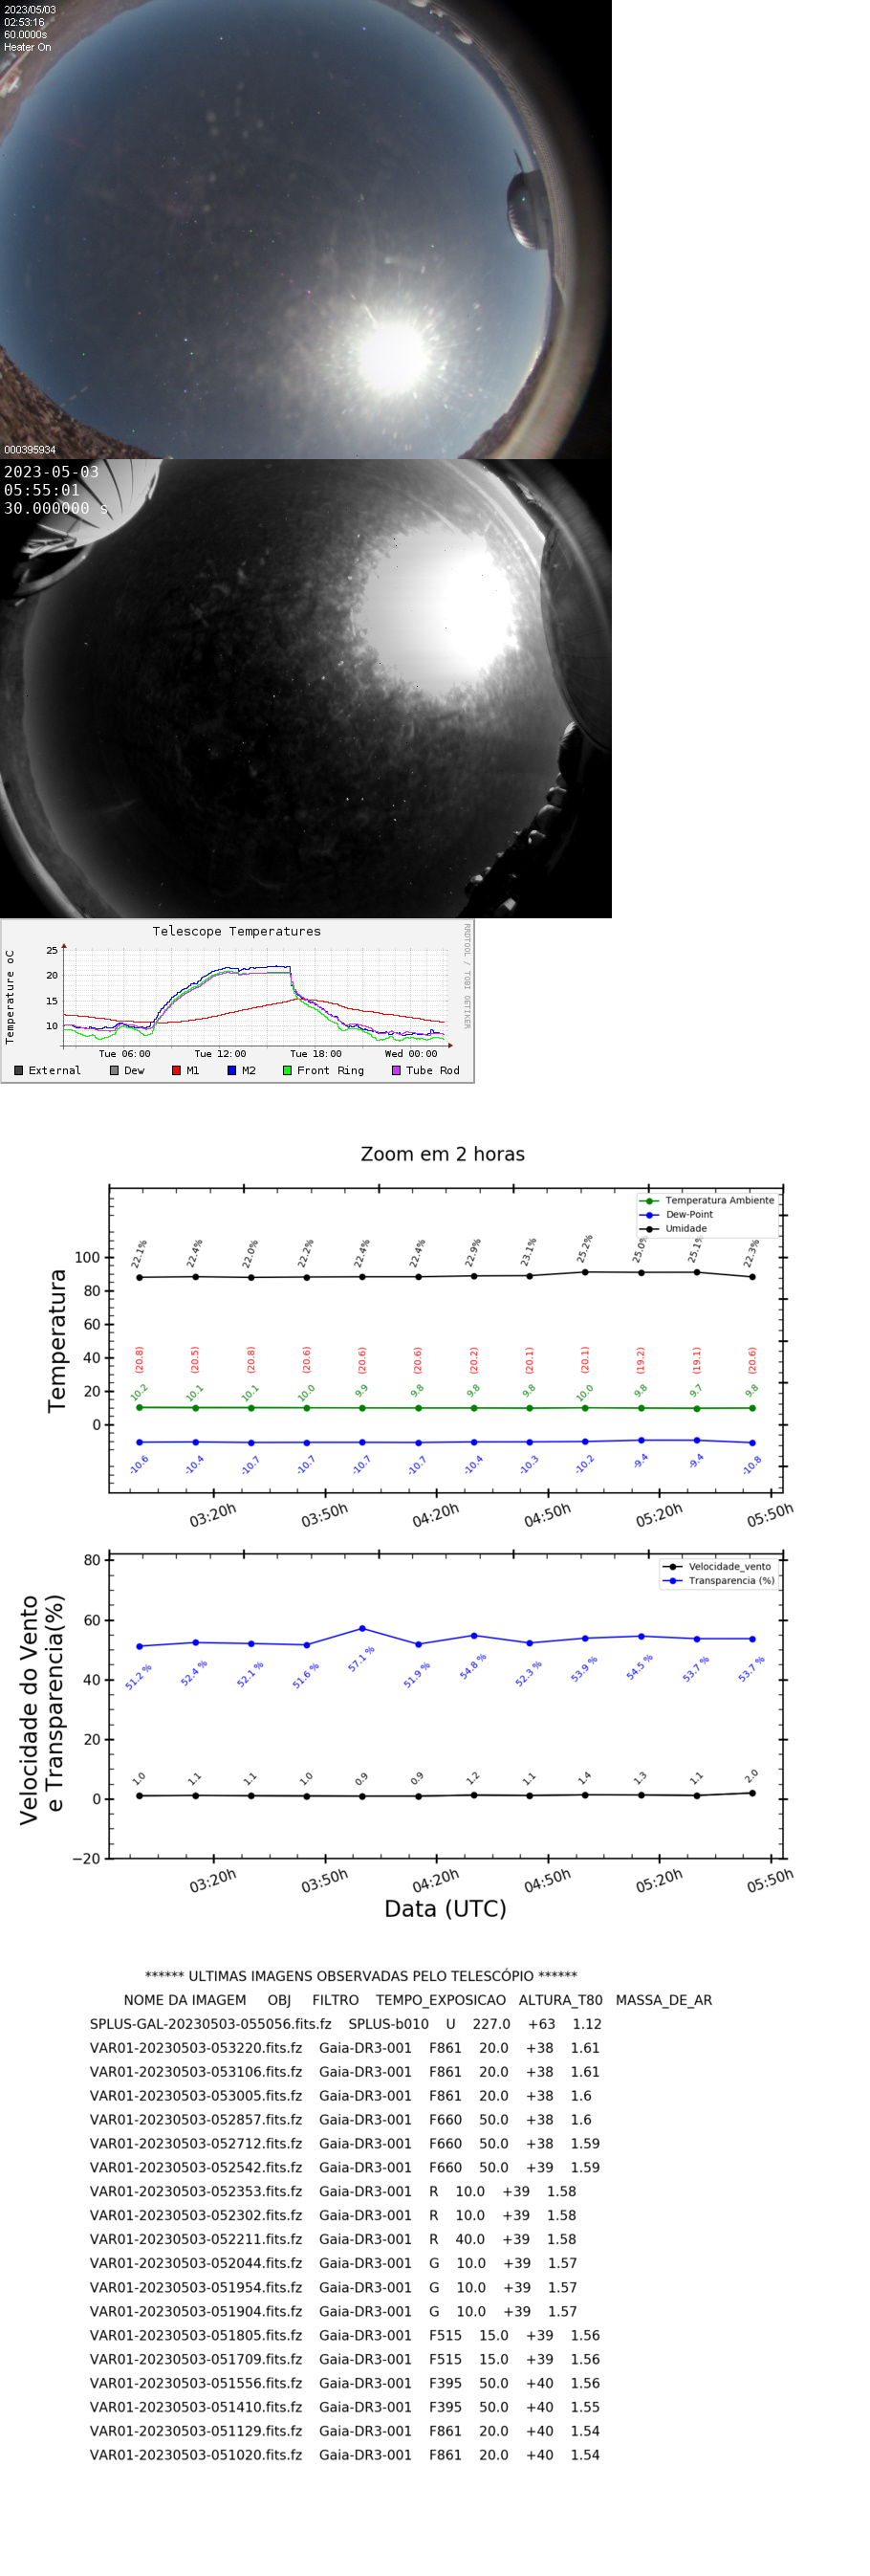 2023/05/03
02:53:16
60.0000s
Heater On
000395934
2023-05-03
05:55:01
30.000000 s
Telescope Temperatures
RRDTOOL / TOBI OETIKER
Temperature oC
25
20
15
10
Tue 06:00 Tue 12:00 Tue 18:00 Wed 00:00
External Dew M1 M2 Front Ring Tube Rod
Zoom em 2 horas
Temperatura Ambiente
Dew-Point
Umidade
22.1% 22.4% 22.0% 22.2% 22.4% 22.4% 22.9% 23.1% 25.2% 25.0% 25.1% 22.3%
Temperatura
100
80
60
40
20
0
(20.8) (20.5) (20.8) (20.6) (20.6) (20.6) (20.2) (20.1) (20.1) (19.2) (19.1) (20.6)
10.2 10.1 10.1 10.0 9.9 9.8 9.8 9.8 10.0 9.8 9.7 9.8
-10.6 -10.4 -10.7 -10.7 -10.7 -10.7 -10.4 -10.3 -10.2 -9.4 -9.4 -10.8
03:20h 03:50h 04:20h 04:50h 05:20h 05:50h
Velocidade_vento
Transparencia (%)
Velocidade do Vento
e Transparencia(%)
80
60
40
20
0
−20
51.2 % 52.4 % 52.1 % 51.6 % 57.1 % 51.9 % 54.8 % 52.3 % 53.9 % 54.5 % 53.7 % 53.7 %
1.0 1.1 1.1 1.0 0.9 0.9 1.2 1.1 1.4 1.3 1.1 2.0
03:20h 03:50h 04:20h 04:50h 05:20h 05:50h
Data (UTC)
****** ULTIMAS IMAGENS OBSERVADAS PELO TELESCÓPIO ******
NOME DA IMAGEM OBJ FILTRO TEMPO_EXPOSICAO ALTURA_T80 MASSA_DE_AR
SPLUS-GAL-20230503-055056.fits.fz SPLUS-b010 U 227.0 +63 1.12
VAR01-20230503-053220.fits.fz Gaia-DR3-001 F861 20.0 +38 1.61
VAR01-20230503-053106.fits.fz Gaia-DR3-001 F861 20.0 +38 1.61
VAR01-20230503-053005.fits.fz Gaia-DR3-001 F861 20.0 +38 1.6
VAR01-20230503-052857.fits.fz Gaia-DR3-001 F660 50.0 +38 1.6
VAR01-20230503-052712.fits.fz Gaia-DR3-001 F660 50.0 +38 1.59
VAR01-20230503-052542.fits.fz Gaia-DR3-001 F660 50.0 +39 1.59
VAR01-20230503-052353.fits.fz Gaia-DR3-001 R 10.0 +39 1.58
VAR01-20230503-052302.fits.fz Gaia-DR3-001 R 10.0 +39 1.58
VAR01-20230503-052211.fits.fz Gaia-DR3-001 R 40.0 +39 1.58
VAR01-20230503-052044.fits.fz Gaia-DR3-001 G 10.0 +39 1.57
VAR01-20230503-051954.fits.fz Gaia-DR3-001 G 10.0 +39 1.57
VAR01-20230503-051904.fits.fz Gaia-DR3-001 G 10.0 +39 1.57
VAR01-20230503-051805.fits.fz Gaia-DR3-001 F515 15.0 +39 1.56
VAR01-20230503-051709.fits.fz Gaia-DR3-001 F515 15.0 +39 1.56
VAR01-20230503-051556.fits.fz Gaia-DR3-001 F395 50.0 +40 1.56
VAR01-20230503-051410.fits.fz Gaia-DR3-001 F395 50.0 +40 1.55
VAR01-20230503-051129.fits.fz Gaia-DR3-001 F861 20.0 +40 1.54
VAR01-20230503-051020.fits.fz Gaia-DR3-001 F861 20.0 +40 1.54